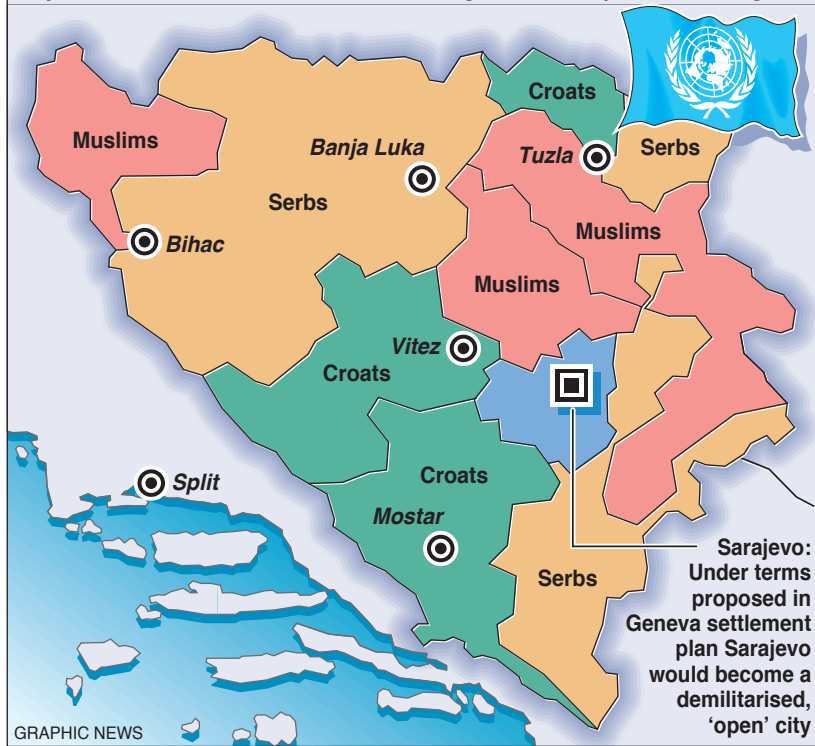 Croats
Muslims
Banja Luka
Tuzla
Serbs
Serbs
Bihac
Muslims
Muslims
Vitez
Croats
Croats
Split
Mostar
Serbs
Sarajevo:
Under terms
proposed in
Geneva settlement
plan Sarajevo
would become a
demilitarised,
‘open’ city
GRAPHIC NEWS